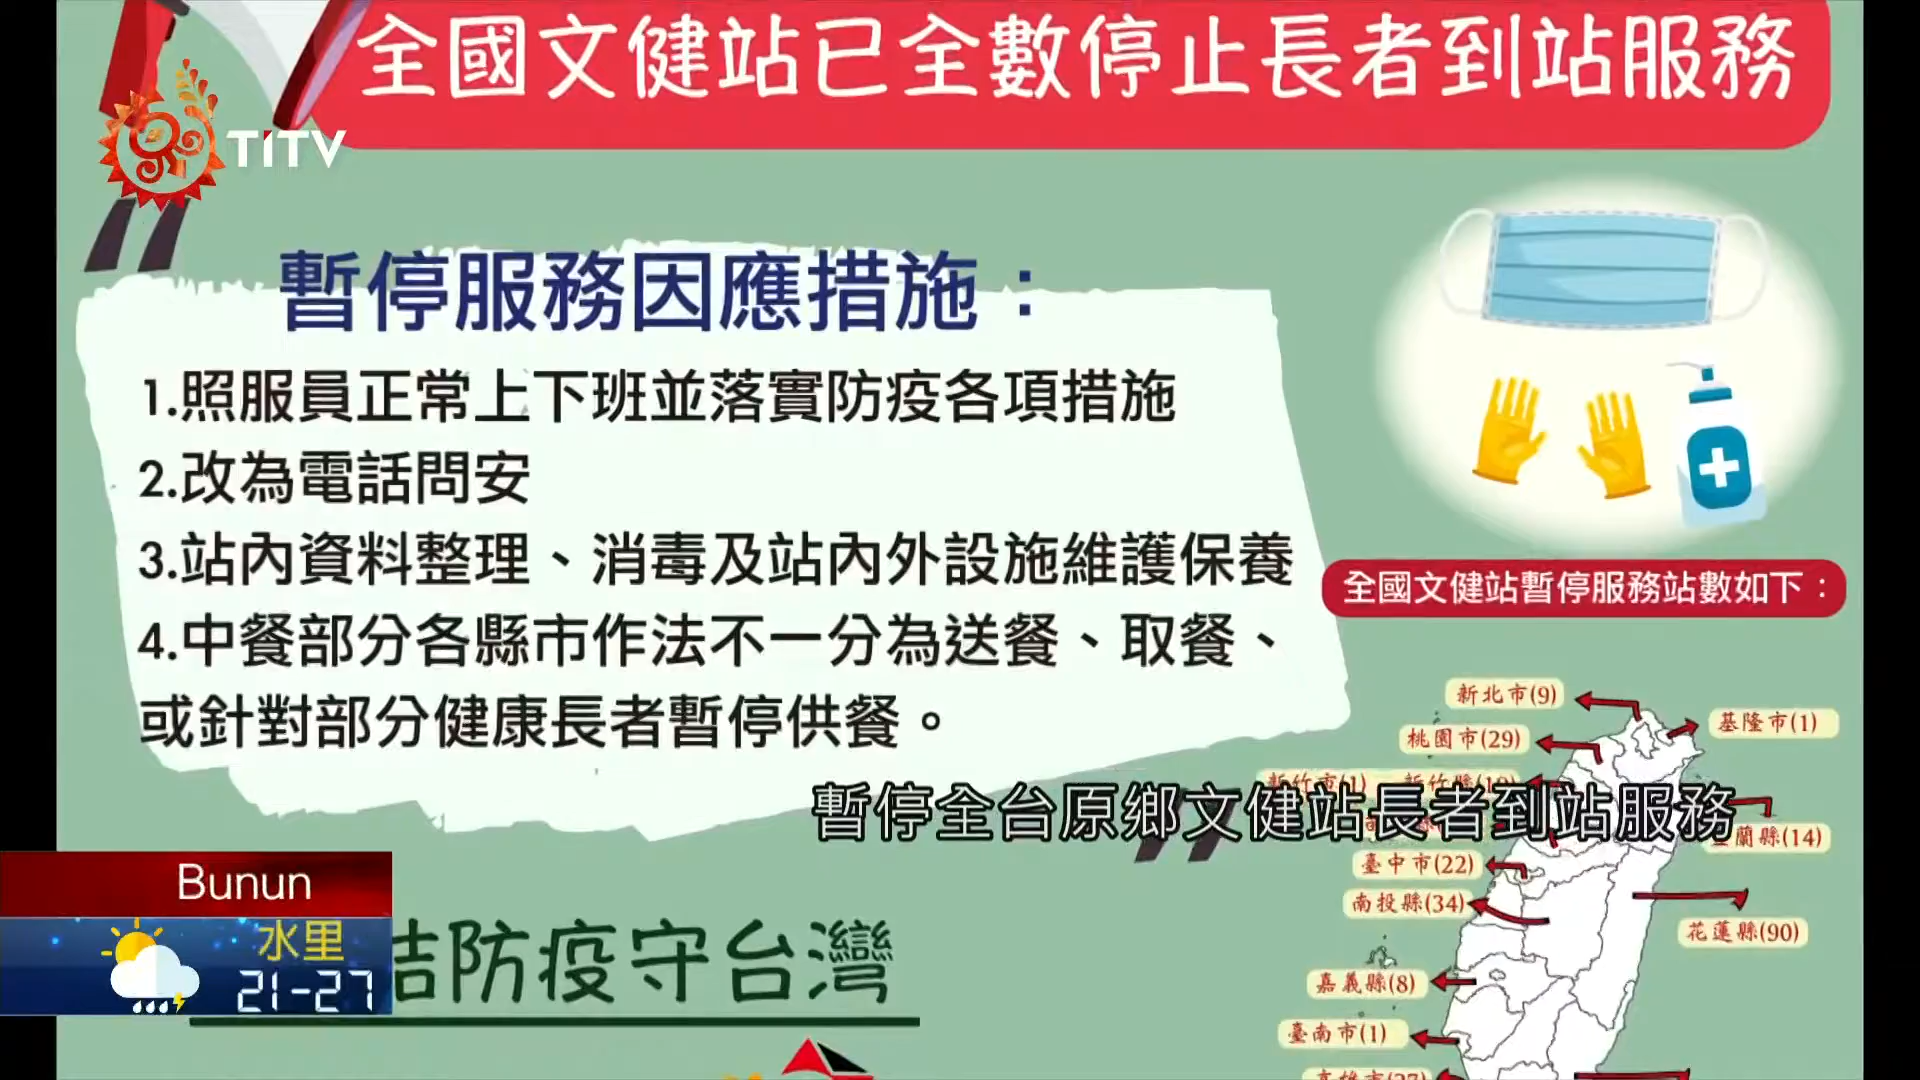 全國文健站已全數停止長者到站服務
TiTV
暫停服務因應措施：
1.照服員正常上下班並落實防疫各項措施
2.改為電話問安
3.站內資料整理、消毒及站內外設施維護保養
4.中餐部分各縣市作法不一分為送餐、取餐、
或針對部分健康長者暫停供餐。
全國文健站暫停服務站數如下：
新北市(9)
基隆市(1)
桃園市(29)
新竹市(1)
暫停全台原鄉文健站長者到站服務
蘭縣(14)
臺中市(22)
南投縣(34)
花蓮縣(90)
嘉義縣(8)
臺南市(1)
Bunun
水里
21-27
防疫守台灣